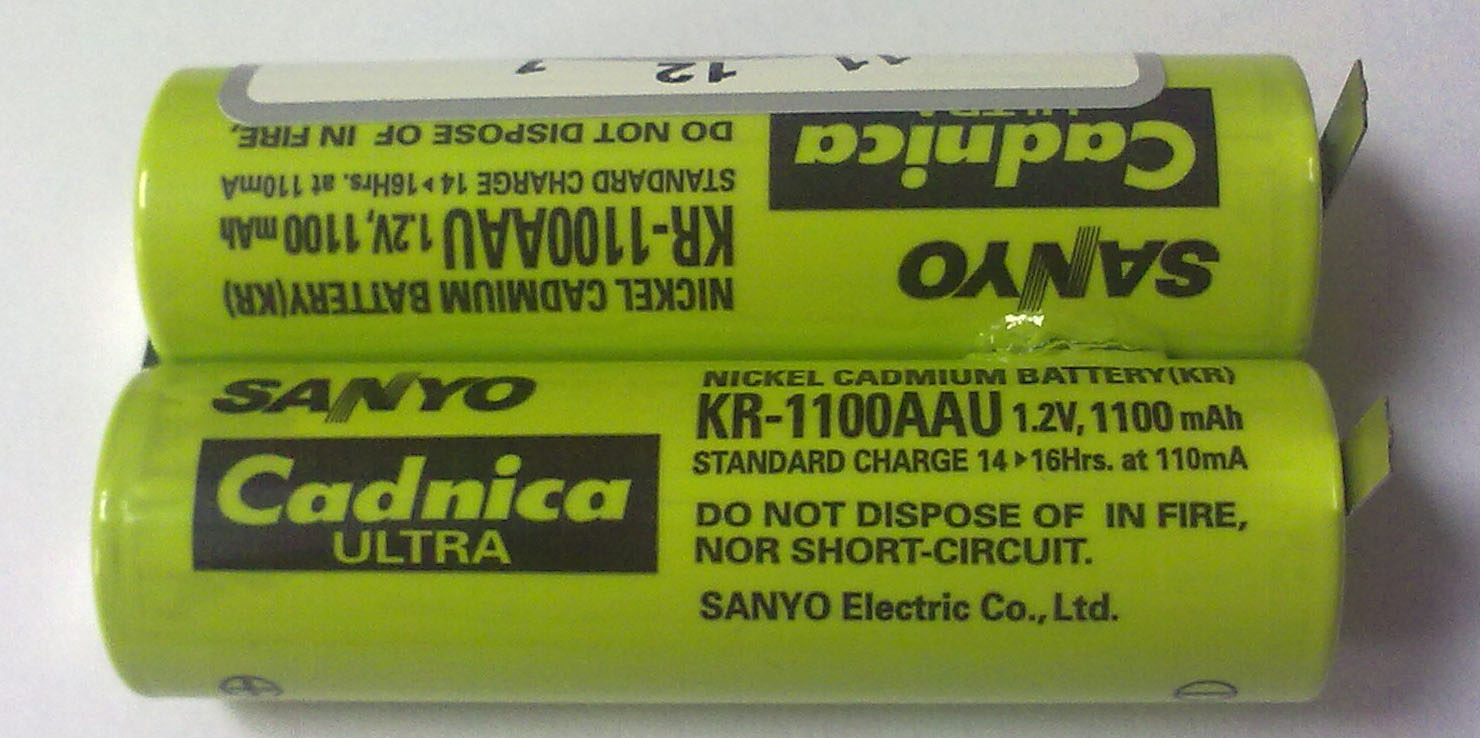 11 12 1
Cadnica
ULTRA
SANYO
DO NOT DISPOSE OF IN FIRE,
STANDARD CHARGE 14▸16Hrs. at 110mA
KR-1100AAU 1.2V, 1100 mAh
NICKEL CADMIUM BATTERY(KR)
SANYO
Cadnica
ULTRA
NICKEL CADMIUM BATTERY(KR)
KR-1100AAU 1.2V, 1100 mAh
STANDARD CHARGE 14▸16Hrs. at 110mA
DO NOT DISPOSE OF IN FIRE,
NOR SHORT-CIRCUIT.
SANYO Electric Co., Ltd.